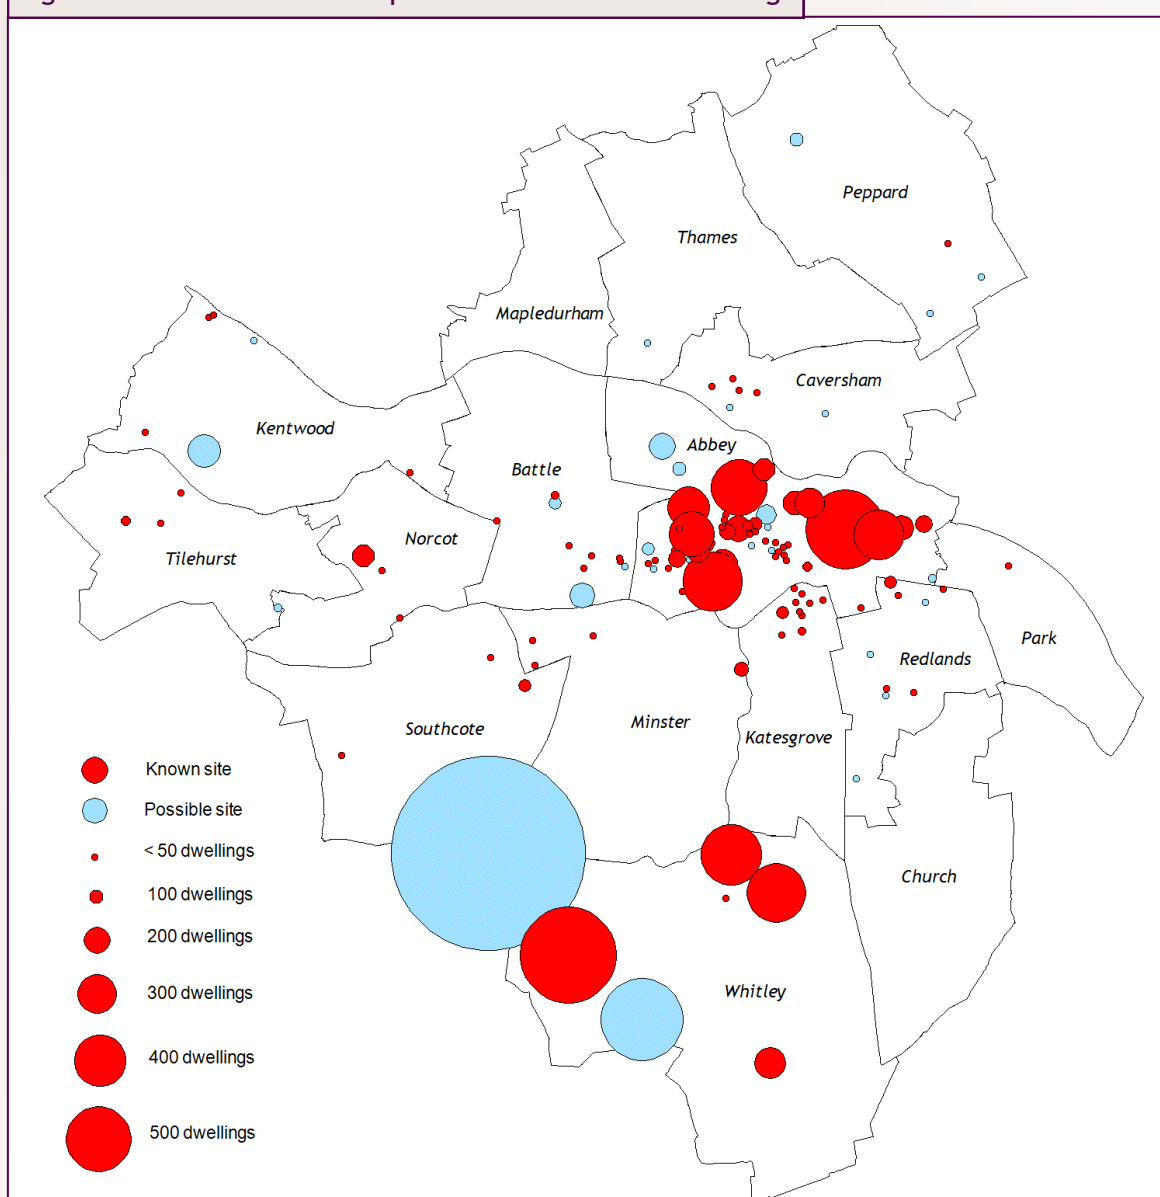 Peppard
Thames
Mapledurham
Caversham
Kentwood
Abbey
Battle
Norcot
Tilehurst
Park
Redlands
Southcote
Minster
Katesgrove
Church
Whitley
Known site
Possible site
< 50 dwellings
100 dwellings
200 dwellings
300 dwellings
400 dwellings
500 dwellings